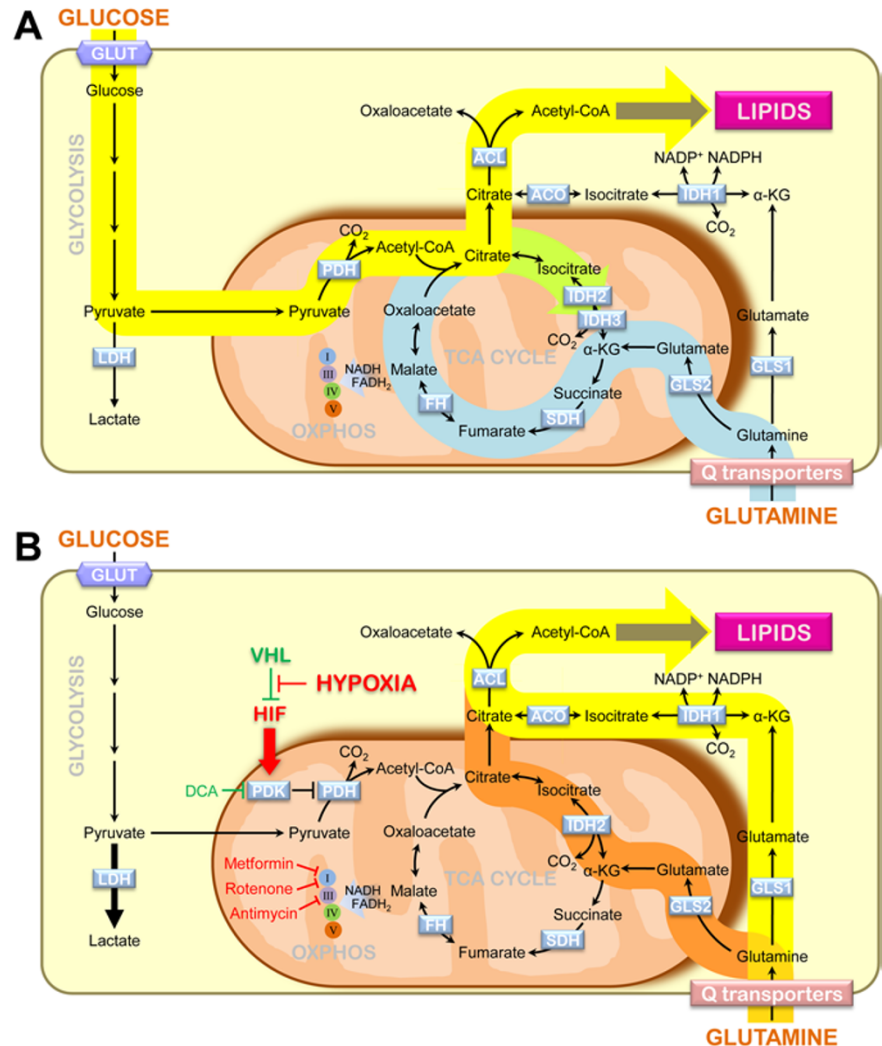 A
GLUCOSE
GLUT
Glucose
GLYCOLYSIS
Oxaloacetate
Acetyl-CoA
LIPIDS
ACL
NADP⁺ NADPH
Citrate
ACO
Isocitrate
IDH1
α-KG
CO₂
CO₂
Acetyl-CoA
Citrate
PDH
Isocitrate
IDH2
Pyruvate
Pyruvate
Oxaloacetate
IDH3
Glutamate
CO₂
LDH
I
III
IV
V
NADH
FADH₂
Malate
TCA CYCLE
α-KG
Glutamate
GLS1
Succinate
GLS2
Lactate
FH
SDH
OXPHOS
Fumarate
Glutamine
Q transporters
GLUTAMINE
B
GLUCOSE
GLUT
Glucose
GLYCOLYSIS
Oxaloacetate
Acetyl-CoA
LIPIDS
VHL
HYPOXIA
HIF
ACL
NADP⁺ NADPH
Citrate
ACO
Isocitrate
IDH1
α-KG
CO₂
CO₂
Acetyl-CoA
Citrate
DCA
PDK
PDH
Isocitrate
IDH2
Pyruvate
Pyruvate
Oxaloacetate
Glutamate
CO₂
Metformin
Rotenone
Antimycin
LDH
I
III
IV
V
NADH
FADH₂
Malate
TCA CYCLE
α-KG
Glutamate
GLS1
Succinate
GLS2
Lactate
FH
SDH
OXPHOS
Fumarate
Glutamine
Q transporters
GLUTAMINE